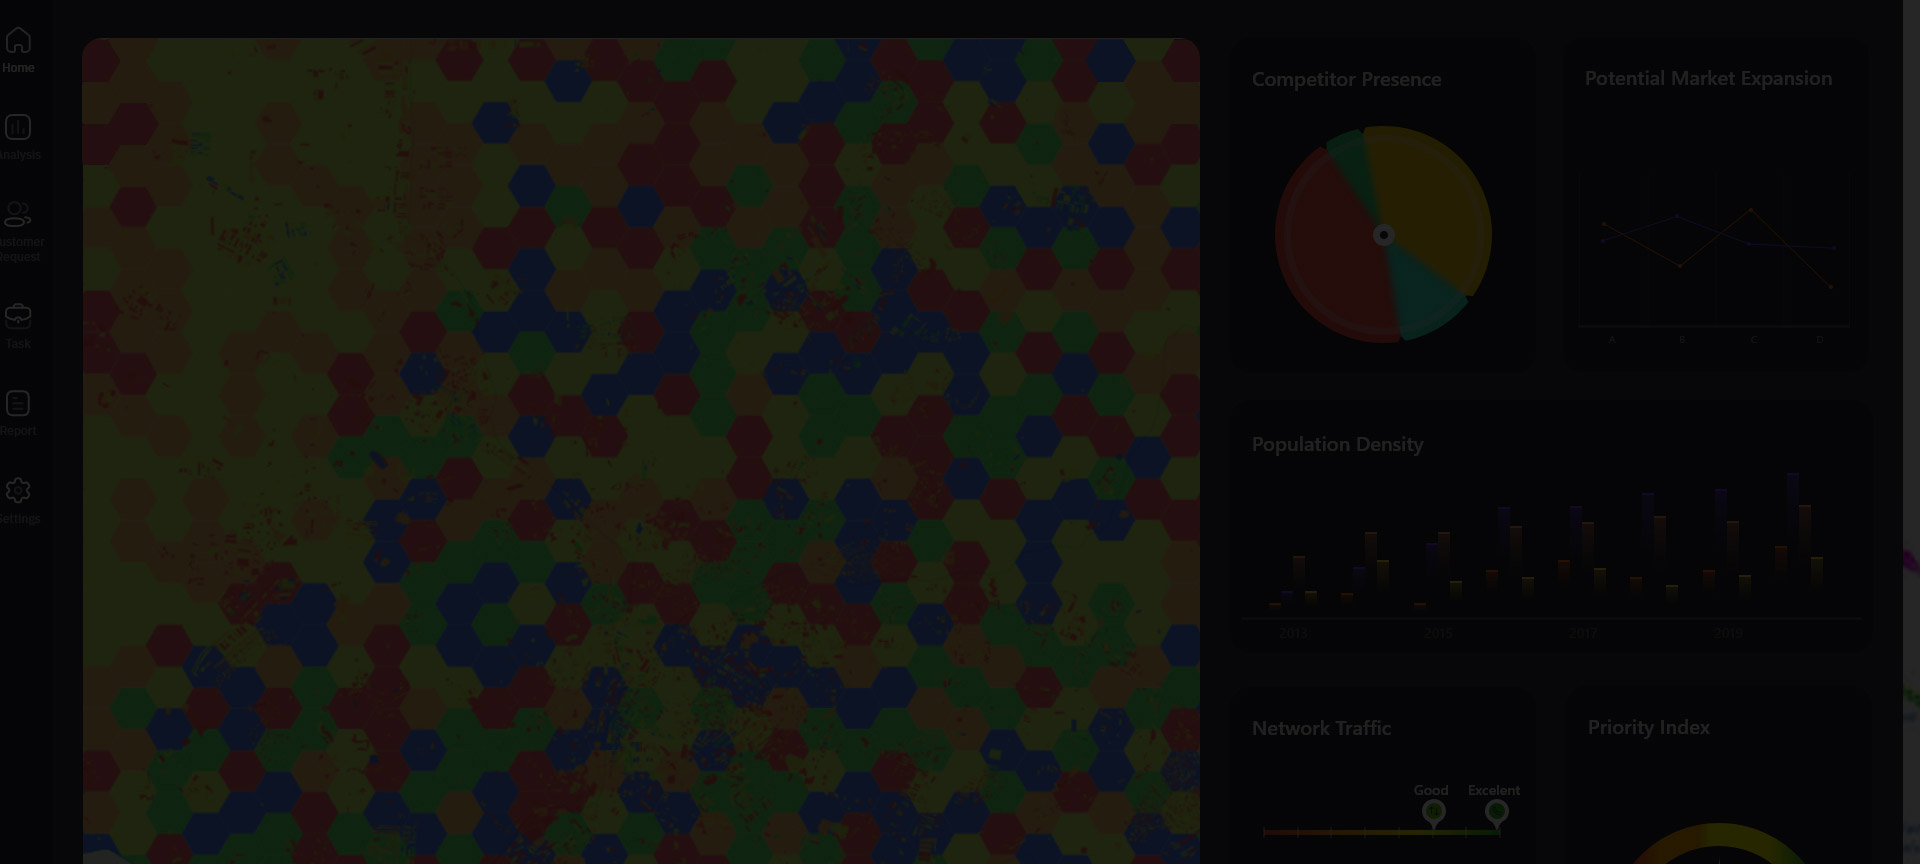 Home
Analysis
Customer
Request
Task
Report
Settings
Competitor Presence
Potential Market Expansion
A B C D
Population Density
2013 2015 2017 2019
Network Traffic
Good Excelent
Priority Index